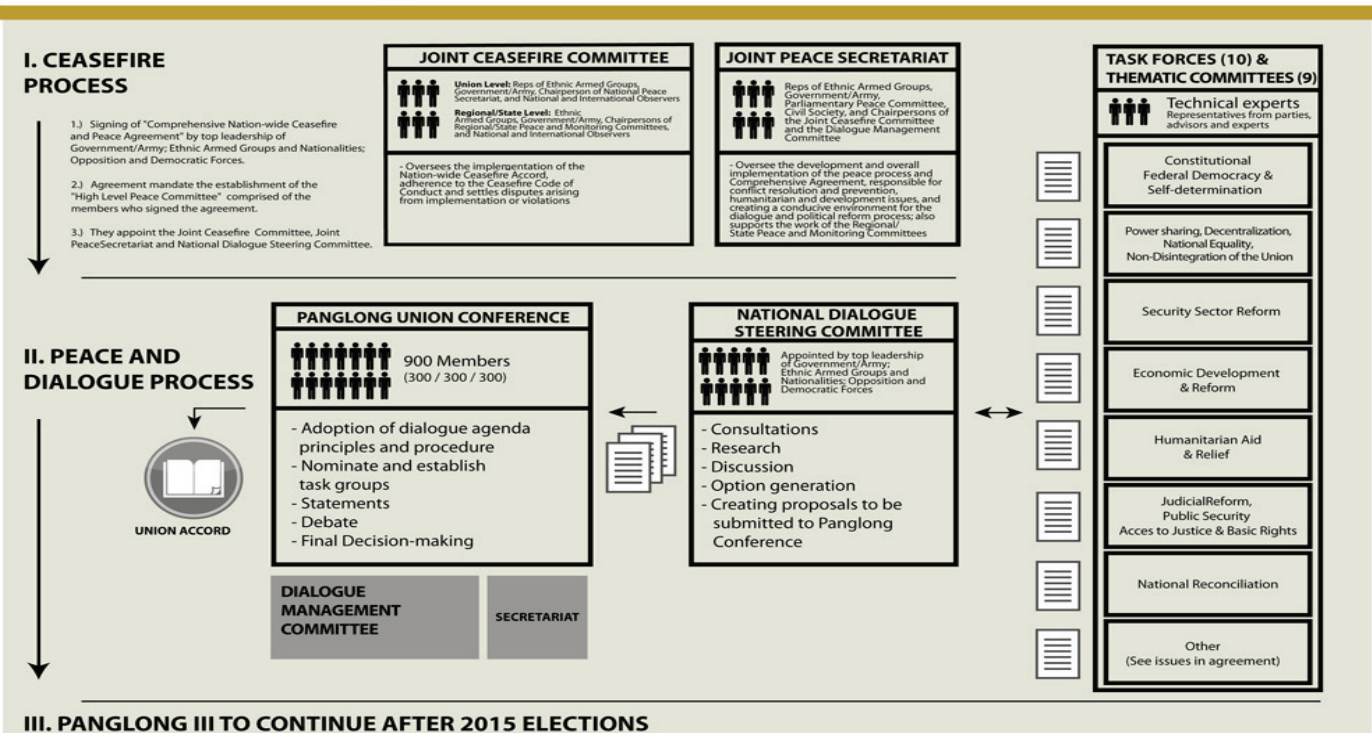 I. CEASEFIRE
PROCESS
1.) Signing of "Comprehensive Nation-wide Ceasefire
and Peace Agreement" by top leadership of
Government/Army; Ethnic Armed Groups and Nationalities;
Opposition and Democratic Forces.
2.) Agreement mandate the establishment of the
"High Level Peace Committee" comprised of the
members who signed the agreement.
3.) They appoint the Joint Ceasefire Committee, Joint
PeaceSecretariat and National Dialogue Steering Committee.
JOINT CEASEFIRE COMMITTEE
Union Level: Reps of Ethnic Armed Groups,
Government/Army, Chairperson of National Peace
Secretariat, and National and International Observers
Regional/State Level: Ethnic
Armed Groups, Government/Army, Chairpersons of
Regional/State Peace and Monitoring Committees,
and National and International Observers
- Oversees the implementation of the
Nation-wide Ceasefire Accord,
adherence to the Ceasefire Code of
Conduct and settles disputes arising
from implementation or violations
JOINT PEACE SECRETARIAT
Reps of Ethnic Armed Groups,
Government/Army,
Parliamentary Peace Committee,
Civil Society, and Chairpersons of
the Joint Ceasefire Committee
and the Dialogue Management
Committee
- Oversee the development and overall
implementation of the peace process and
Comprehensive Agreement, responsible for
conflict resolution and prevention,
humanitarian and development issues, and
creating a conducive environment for the
dialogue and political reform process; also
supports the work of the Regional/
State Peace and Monitoring Committees
TASK FORCES (10) &
THEMATIC COMMITTEES (9)
Technical experts
Representatives from parties,
advisors and experts
Constitutional
Federal Democracy &
Self-determination
Power sharing, Decentralization,
National Equality,
Non-Disintegration of the Union
Security Sector Reform
Economic Development
& Reform
Humanitarian Aid
& Relief
JudicialReform,
Public Security
Acces to Justice & Basic Rights
National Reconciliation
Other
(See issues in agreement)
II. PEACE AND
DIALOGUE PROCESS
UNION ACCORD
PANGLONG UNION CONFERENCE
900 Members
(300 / 300 / 300)
- Adoption of dialogue agenda
principles and procedure
- Nominate and establish
task groups
- Statements
- Debate
- Final Decision-making
DIALOGUE
MANAGEMENT
COMMITTEE
SECRETARIAT
NATIONAL DIALOGUE
STEERING COMMITTEE
Appointed by top leadership
of Government/Army;
Ethnic Armed Groups and
Nationalities; Opposition and
Democratic Forces
- Consultations
- Research
- Discussion
- Option generation
- Creating proposals to be
submitted to Panglong
Conference
III. PANGLONG III TO CONTINUE AFTER 2015 ELECTIONS